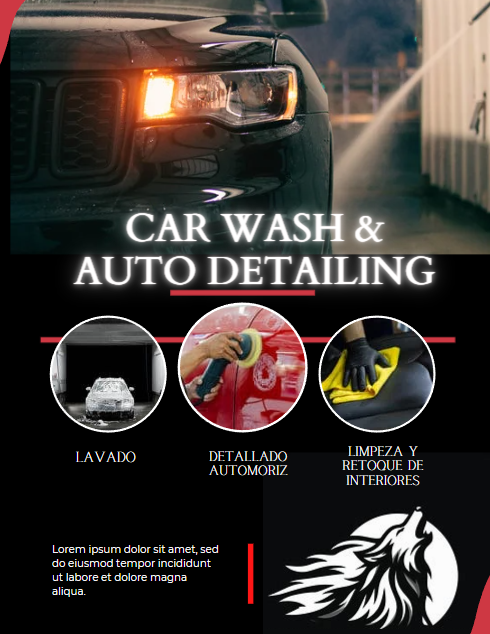 CAR WASH &
AUTO DETAILING
LAVADO
DETALLADO
AUTOMORIZ
LIMPEZA Y
RETOQUE DE
INTERIORES
Lorem ipsum dolor sit amet, sed
do eiusmod tempor incididunt
ut labore et dolore magna
aliqua.